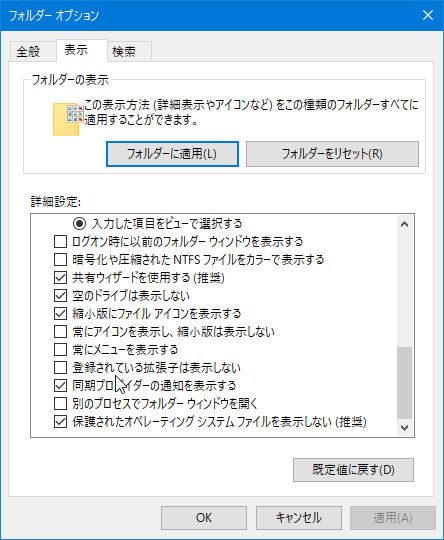 フォルダー オプション
全般
表示
検索
フォルダーの表示
この表示方法 (詳細表示やアイコンなど) をこの種類のフォルダーすべてに
適用することができます。
フォルダーに適用(L)
フォルダーをリセット(R)
詳細設定:
入力した項目をビューで選択する
ログオン時に以前のフォルダー ウィンドウを表示する
暗号化や圧縮された NTFS ファイルをカラーで表示する
共有ウィザードを使用する (推奨)
空のドライブは表示しない
縮小版にファイル アイコンを表示する
常にアイコンを表示し、縮小版は表示しない
常にメニューを表示する
登録されている拡張子は表示しない
同期プロバイダーの通知を表示する
別のプロセスでフォルダー ウィンドウを開く
保護されたオペレーティング システム ファイルを表示しない (推奨)
既定値に戻す(D)
OK
キャンセル
適用(A)